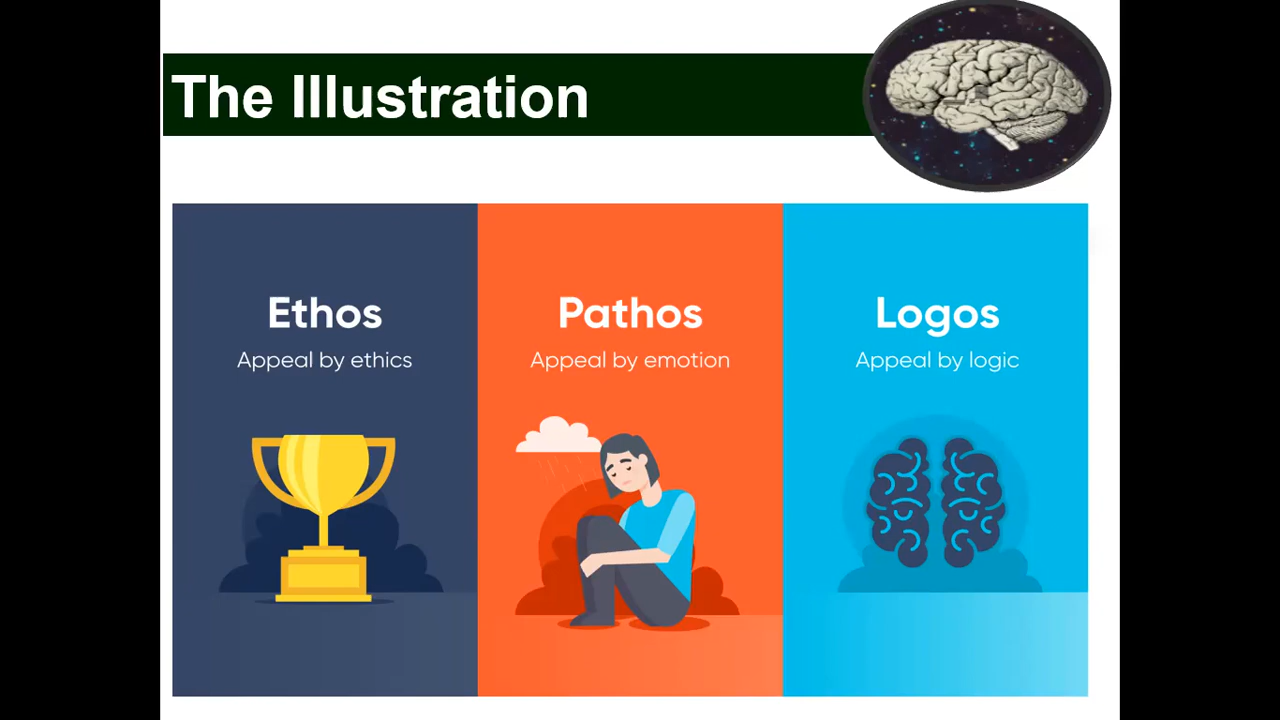 The Illustration
Ethos
Appeal by ethics
Pathos
Appeal by emotion
Logos
Appeal by logic